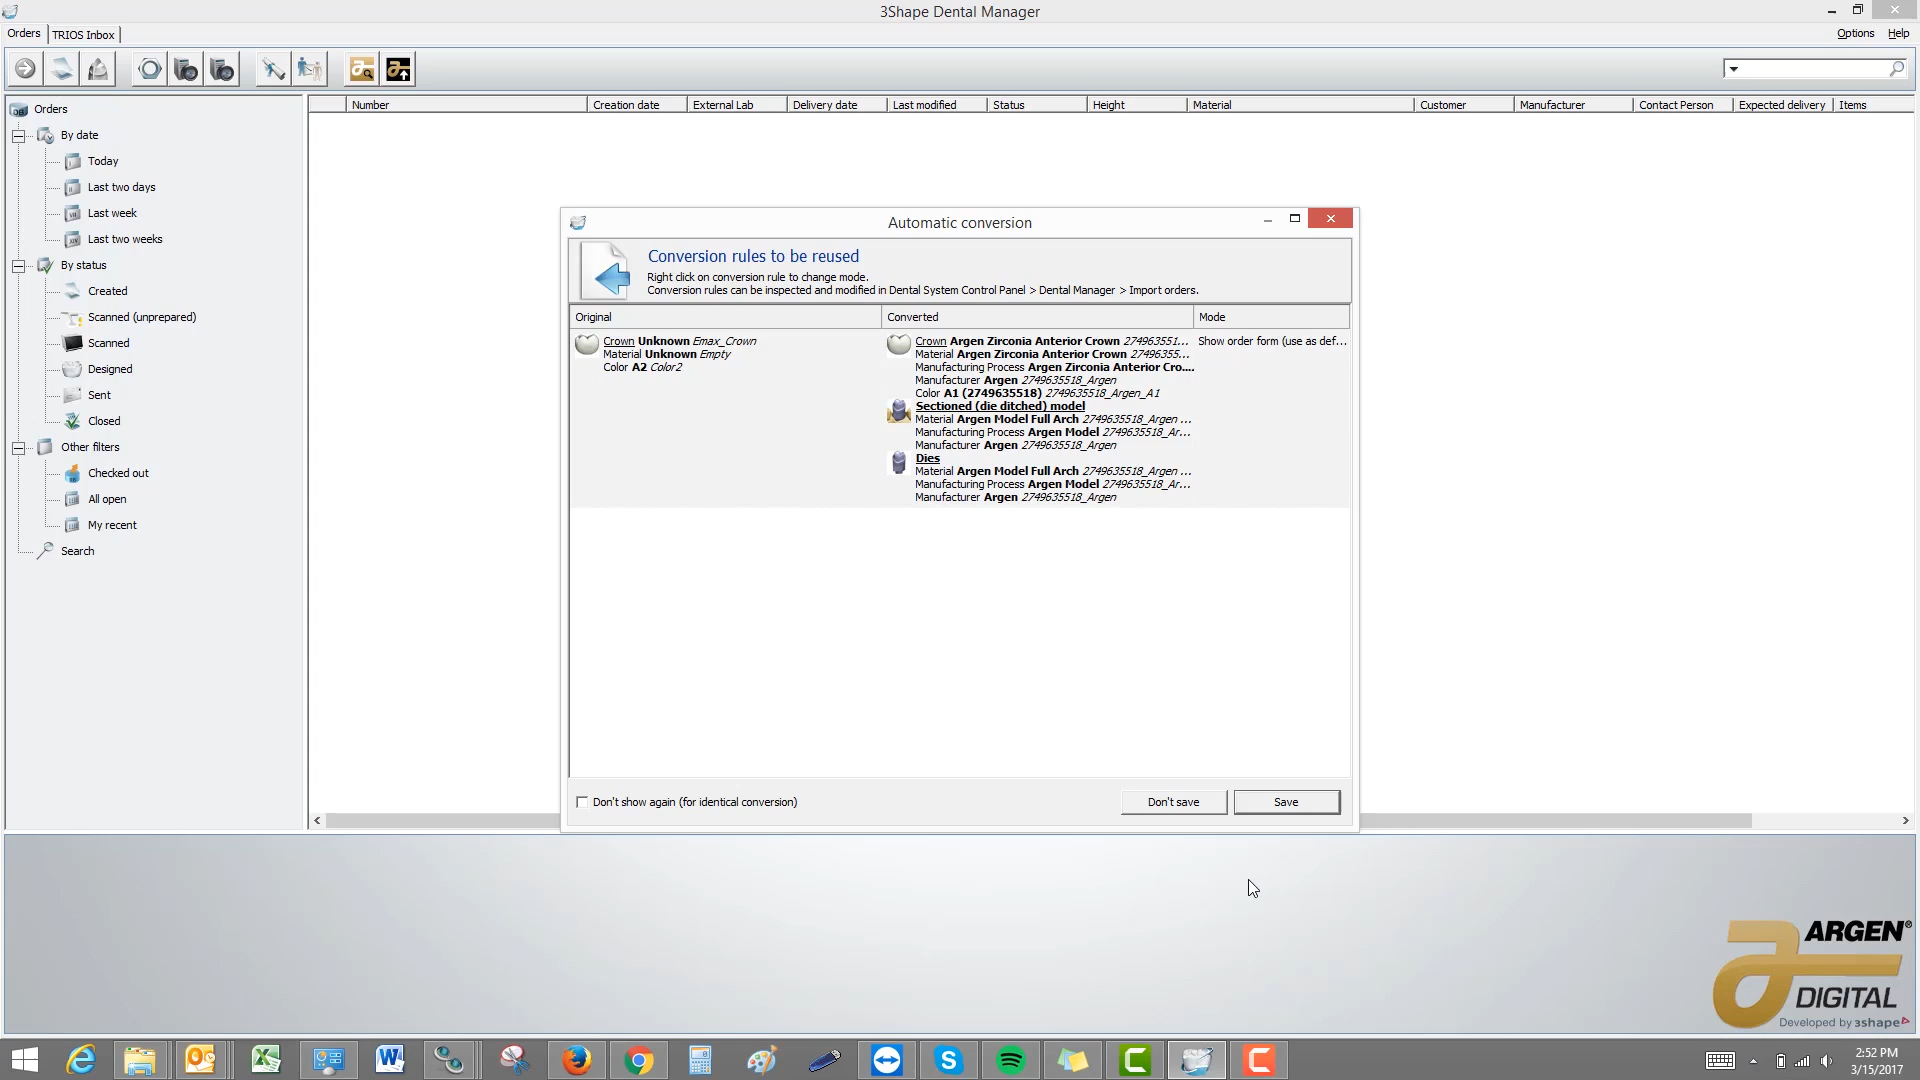 3Shape Dental Manager
Orders
TRIOS Inbox
Options
Help
Orders
By date
Today
Last two days
Last week
Last two weeks
By status
Created
Scanned (unprepared)
Scanned
Designed
Sent
Closed
Other filters
Checked out
All open
My recent
Search
Number
Creation date
External Lab
Delivery date
Last modified
Status
Height
Material
Customer
Manufacturer
Contact Person
Expected delivery
Items
Automatic conversion
Conversion rules to be reused
Right click on conversion rule to change mode.
Conversion rules can be inspected and modified in Dental System Control Panel > Dental Manager > Import orders.
Original
Converted
Mode
Crown Unknown Emax_Crown
Material Unknown Empty
Color A2 Color2
Crown Argen Zirconia Anterior Crown 274963551...
Material Argen Zirconia Anterior Crown 27496355...
Manufacturing Process Argen Zirconia Anterior Cro....
Manufacturer Argen 2749635518_Argen
Color A1 (2749635518) 2749635518_Argen_A1
Sectioned (die ditched) model
Material Argen Model Full Arch 2749635518_Argen ...
Manufacturing Process Argen Model 2749635518_Ar...
Manufacturer Argen 2749635518_Argen
Dies
Material Argen Model Full Arch 2749635518_Argen ...
Manufacturing Process Argen Model 2749635518_Ar...
Manufacturer Argen 2749635518_Argen
Show order form (use as def...
Don't show again (for identical conversion)
Don't save
Save
ARGEN®
DIGITAL
Developed by 3shape
2:52 PM
3/15/2017